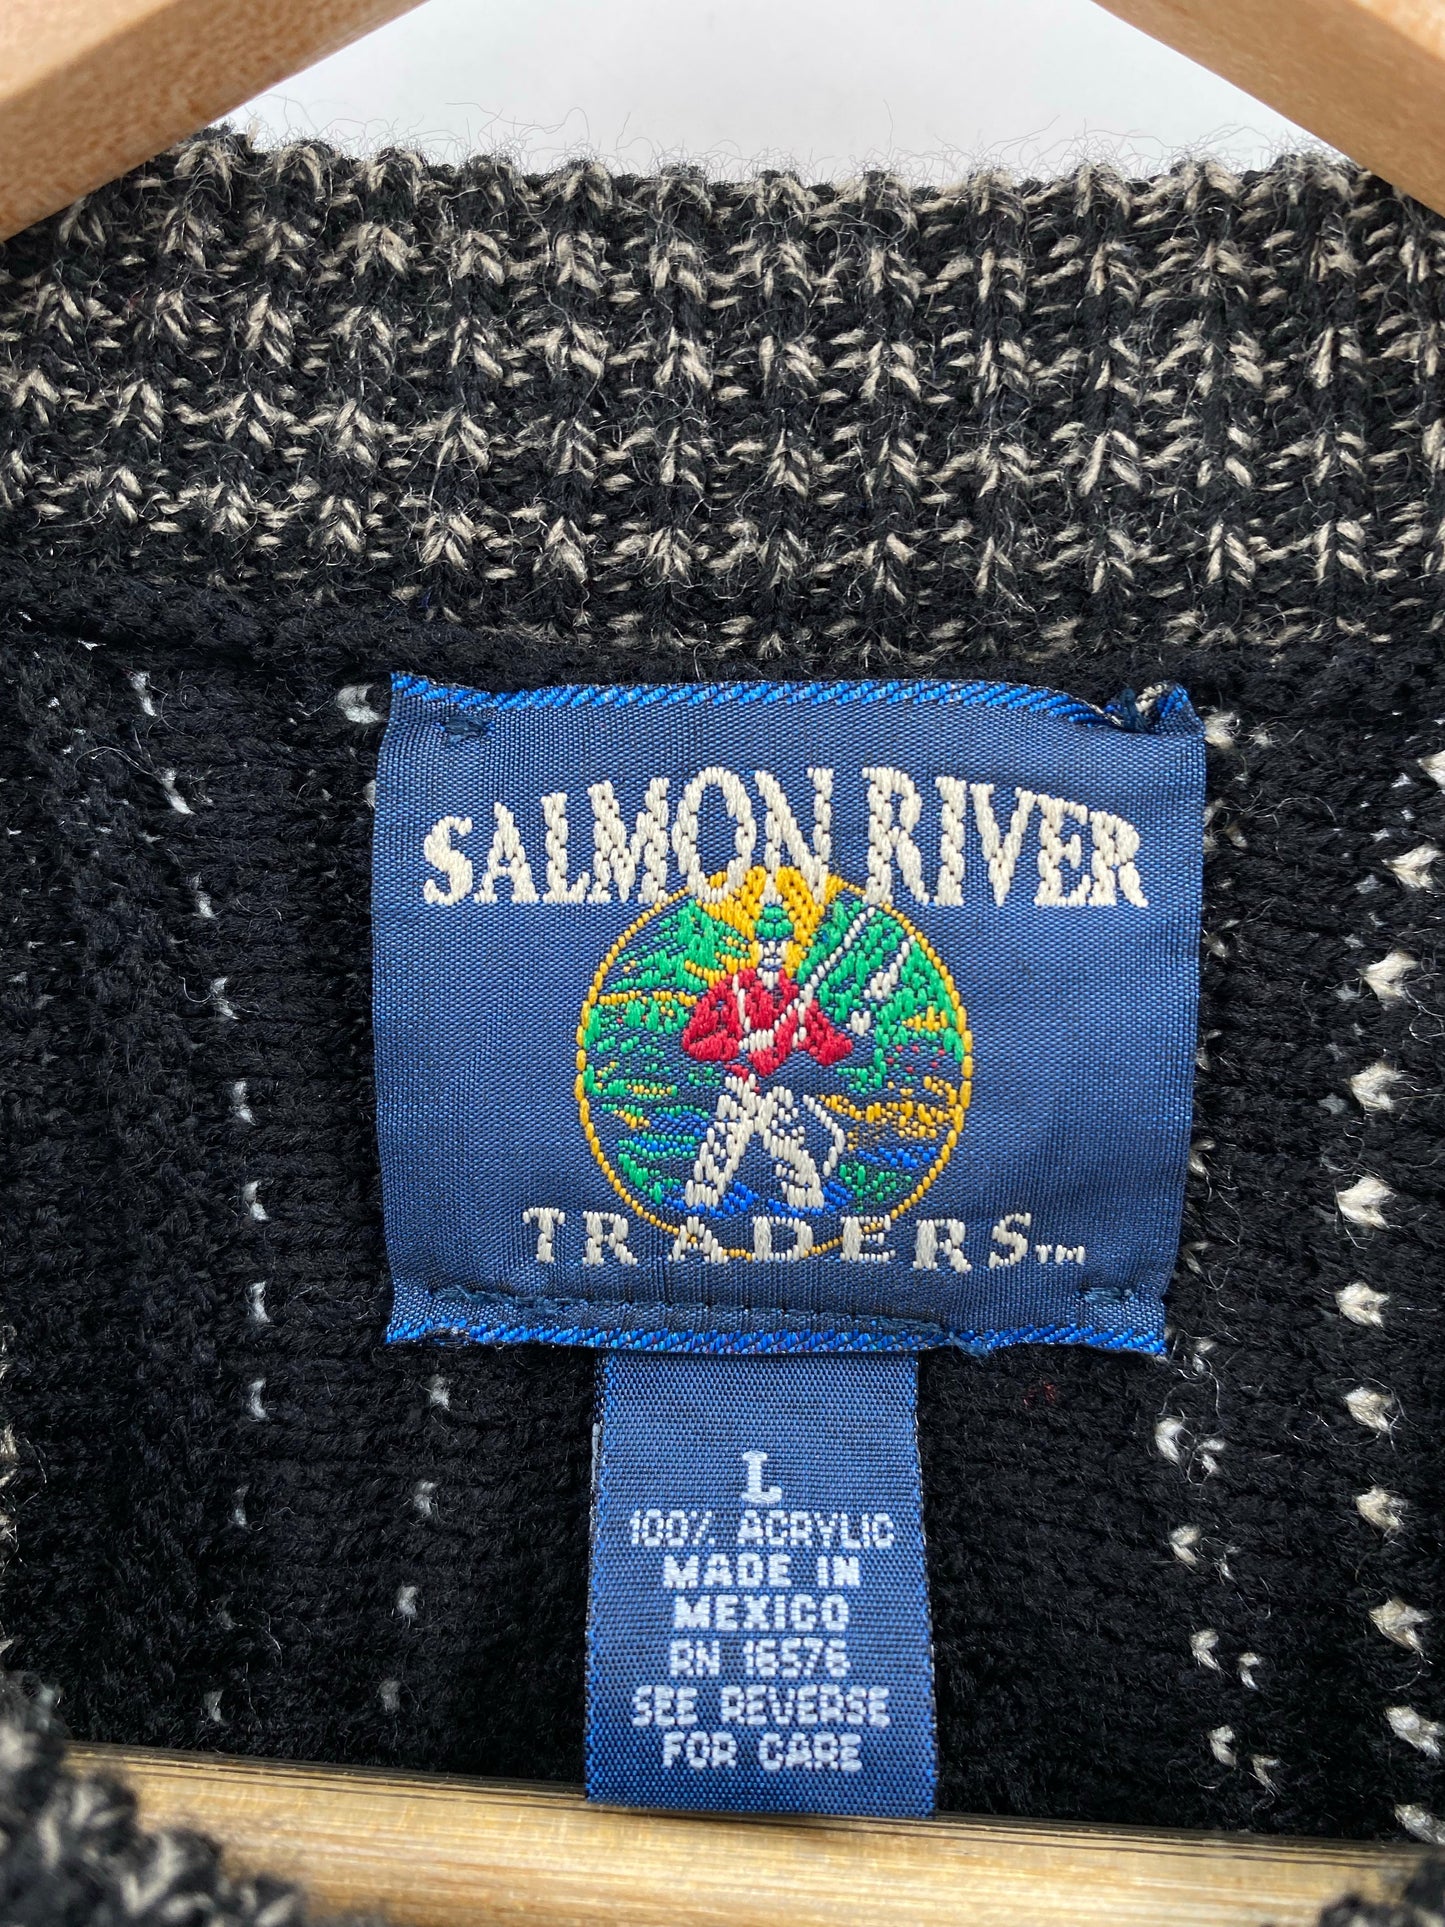 SALMON RIVER
TRADERS™
L
100% ACRYLIC
MADE IN
MEXICO
RN 16576
SEE REVERSE
FOR CARE